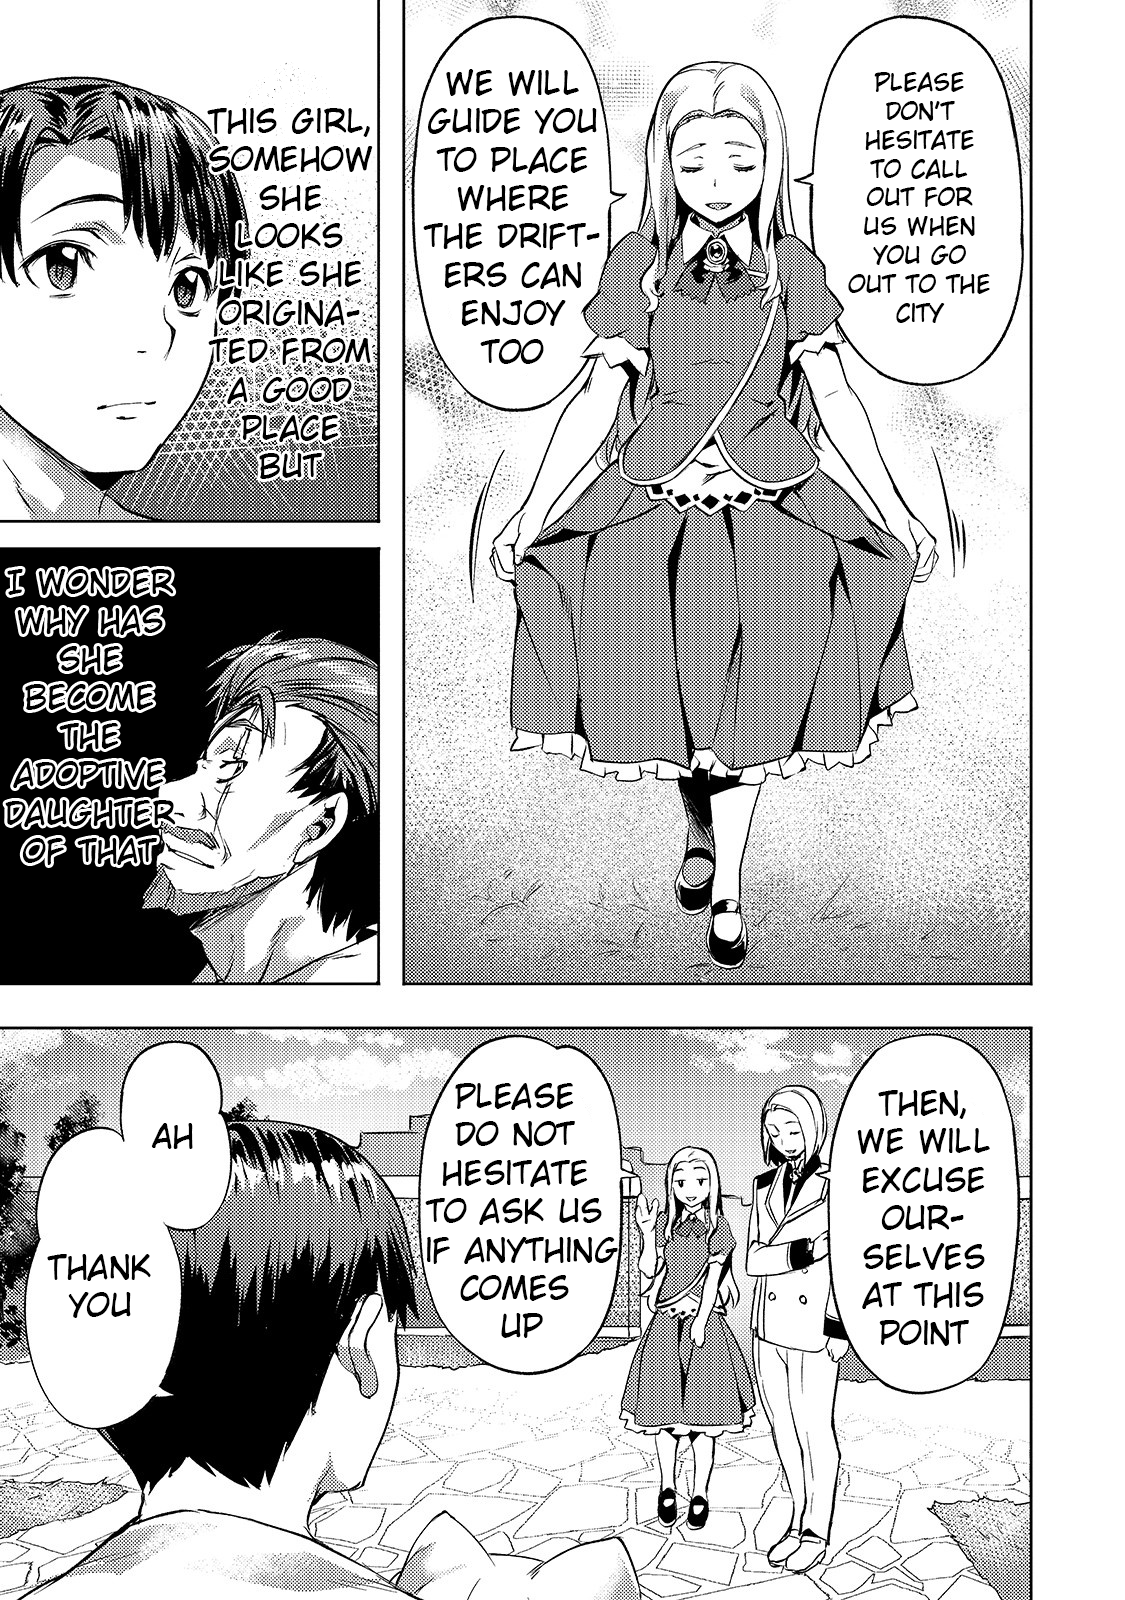 PLEASE
DON'T
HESITATE
TO CALL
OUT FOR
US WHEN
YOU GO
OUT TO THE
CITY
WE WILL
GUIDE YOU
TO PLACE
WHERE
THE DRIFT-
ERS CAN
ENJOY
TOO
THIS GIRL,
SOMEHOW
SHE
LOOKS
LIKE SHE
ORIGINA-
TED FROM
A GOOD
PLACE
BUT
I WONDER
WHY HAS
SHE
BECOME
THE
ADOPTIVE
DAUGHTER
OF THAT
THEN,
WE WILL
EXCUSE
OUR-
SELVES
AT THIS
POINT
PLEASE
DO NOT
HESITATE
TO ASK US
IF ANYTHING
COMES
UP
AH
THANK
YOU